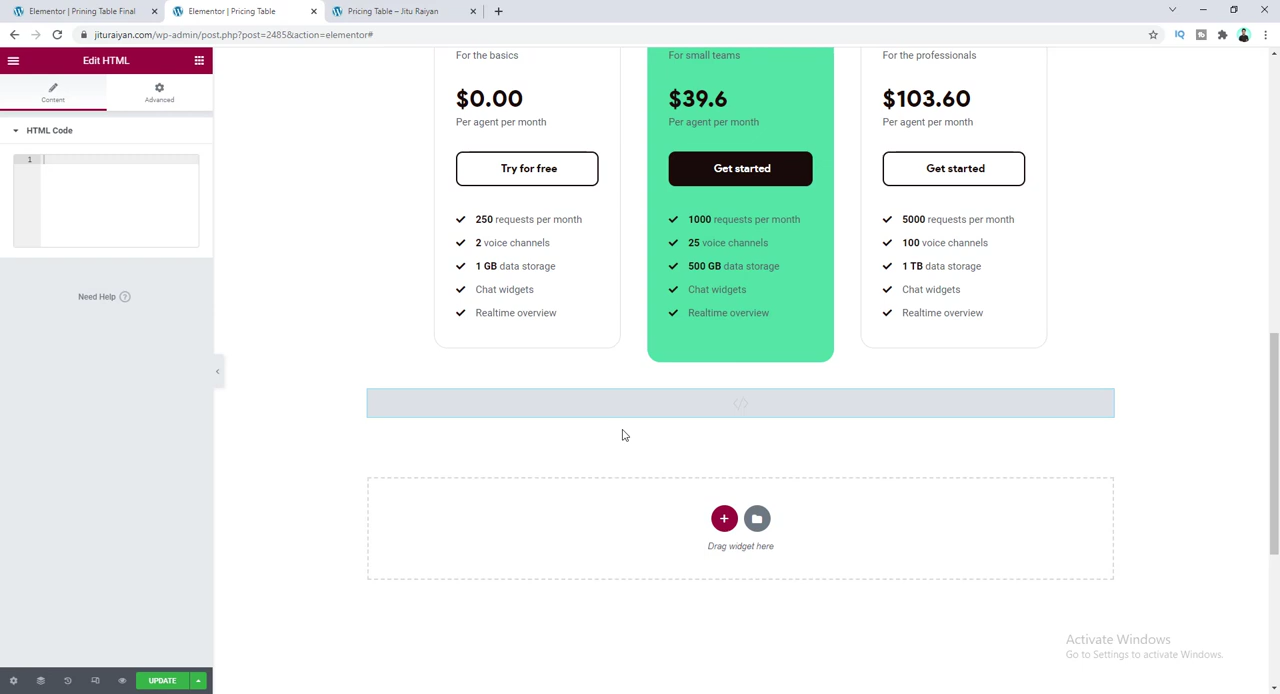 Elementor | Prining Table Final
Elementor | Pricing Table
Pricing Table – Jitu Raiyan
jituraiyan.com/wp-admin/post.php?post=2485&action=elementor#
IQ
Edit HTML
Content
Advanced
HTML Code
1
Need Help ?
UPDATE
For the basics
$0.00
Per agent per month
Try for free
250 requests per month
2 voice channels
1 GB data storage
Chat widgets
Realtime overview
For small teams
$39.6
Per agent per month
Get started
1000 requests per month
25 voice channels
500 GB data storage
Chat widgets
Realtime overview
For the professionals
$103.60
Per agent per month
Get started
5000 requests per month
100 voice channels
1 TB data storage
Chat widgets
Realtime overview
Drag widget here
Activate Windows
Go to Settings to activate Windows.